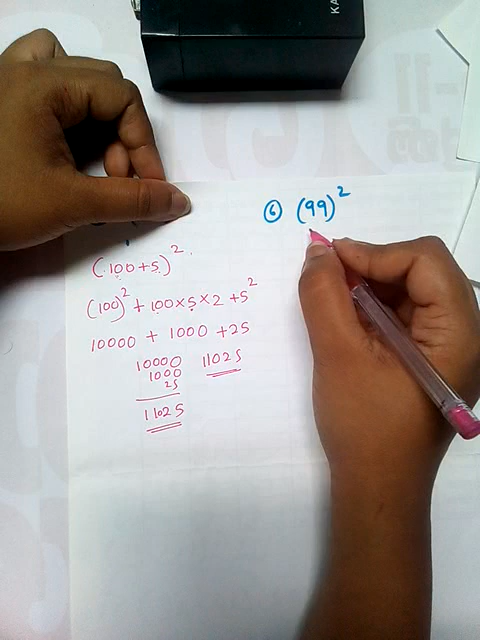 KA
(100+5)²
(100)² + 100×5×2 +5²
10000 + 1000 +25
10000 11025
1000
25
11025
⑥ (99)²